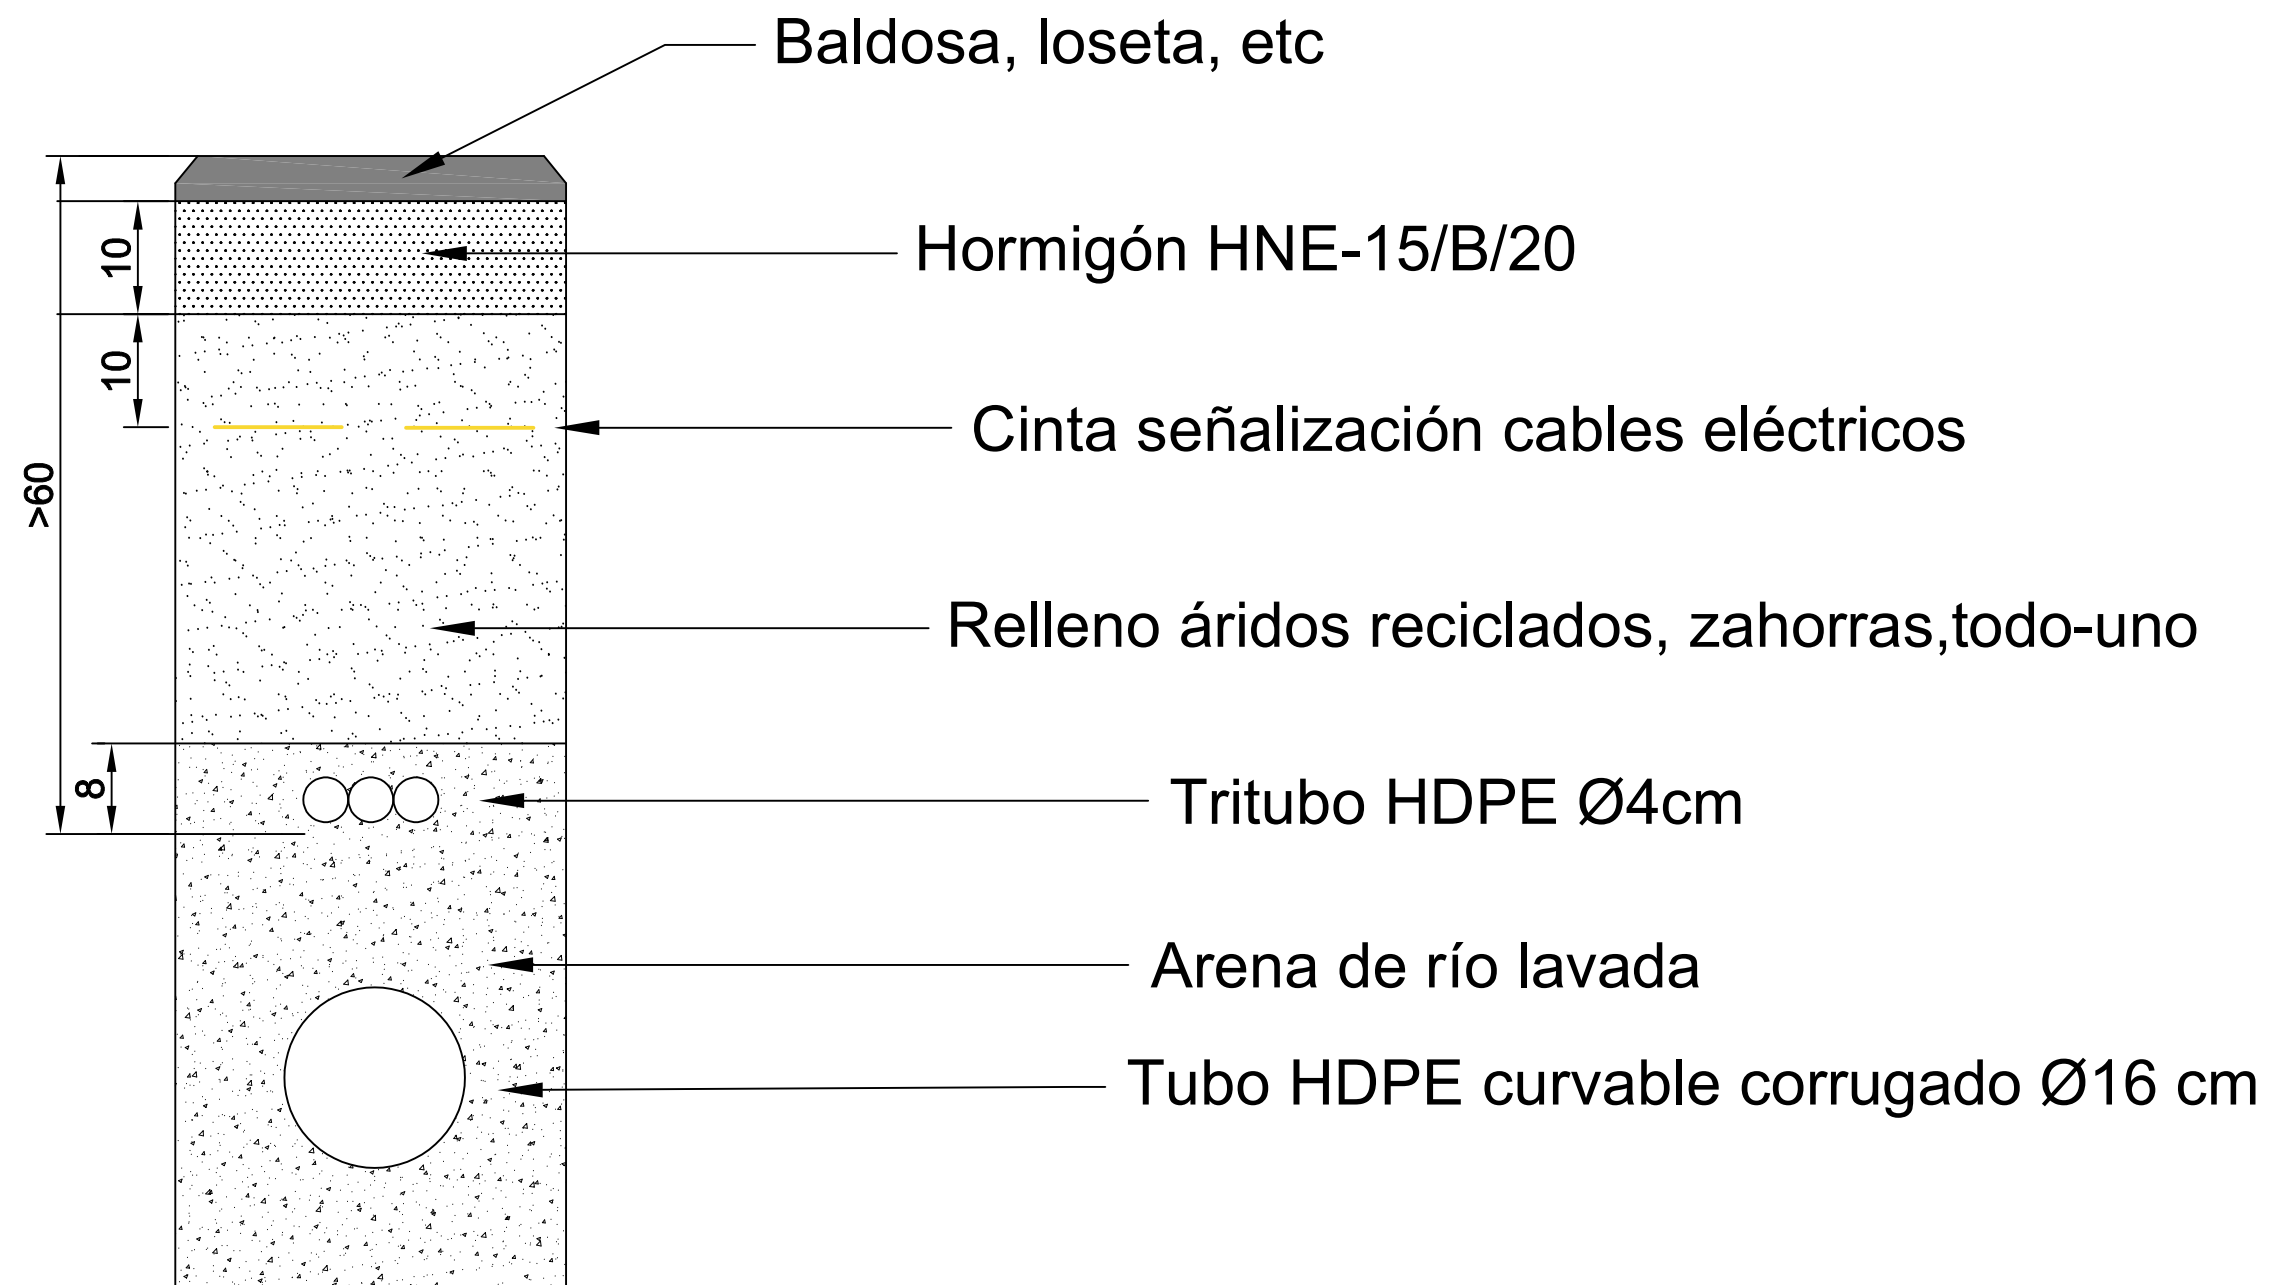 Baldosa, loseta, etc
10
Hormigón HNE-15/B/20
10
Cinta señalización cables eléctricos
>60
Relleno áridos reciclados, zahorras,todo-uno
8
Tritubo HDPE Ø4cm
Arena de río lavada
Tubo HDPE curvable corrugado Ø16 cm